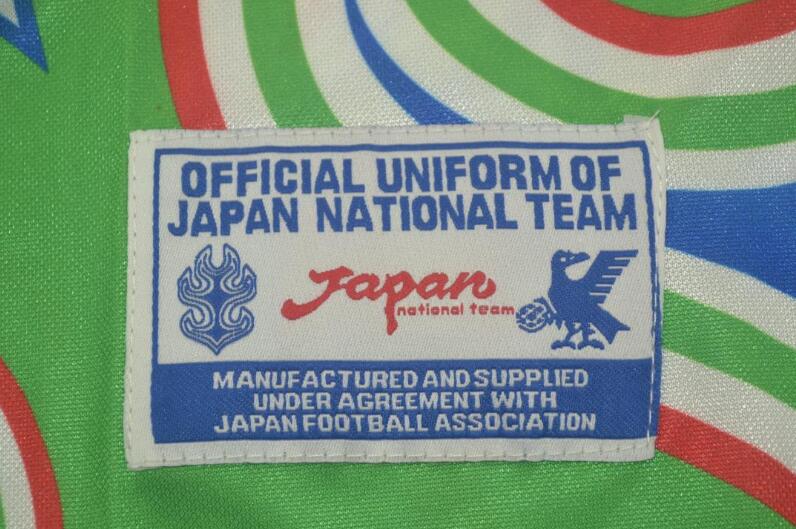 OFFICIAL UNIFORM OF
JAPAN NATIONAL TEAM
Japan
national team
MANUFACTURED AND SUPPLIED
UNDER AGREEMENT WITH
JAPAN FOOTBALL ASSOCIATION